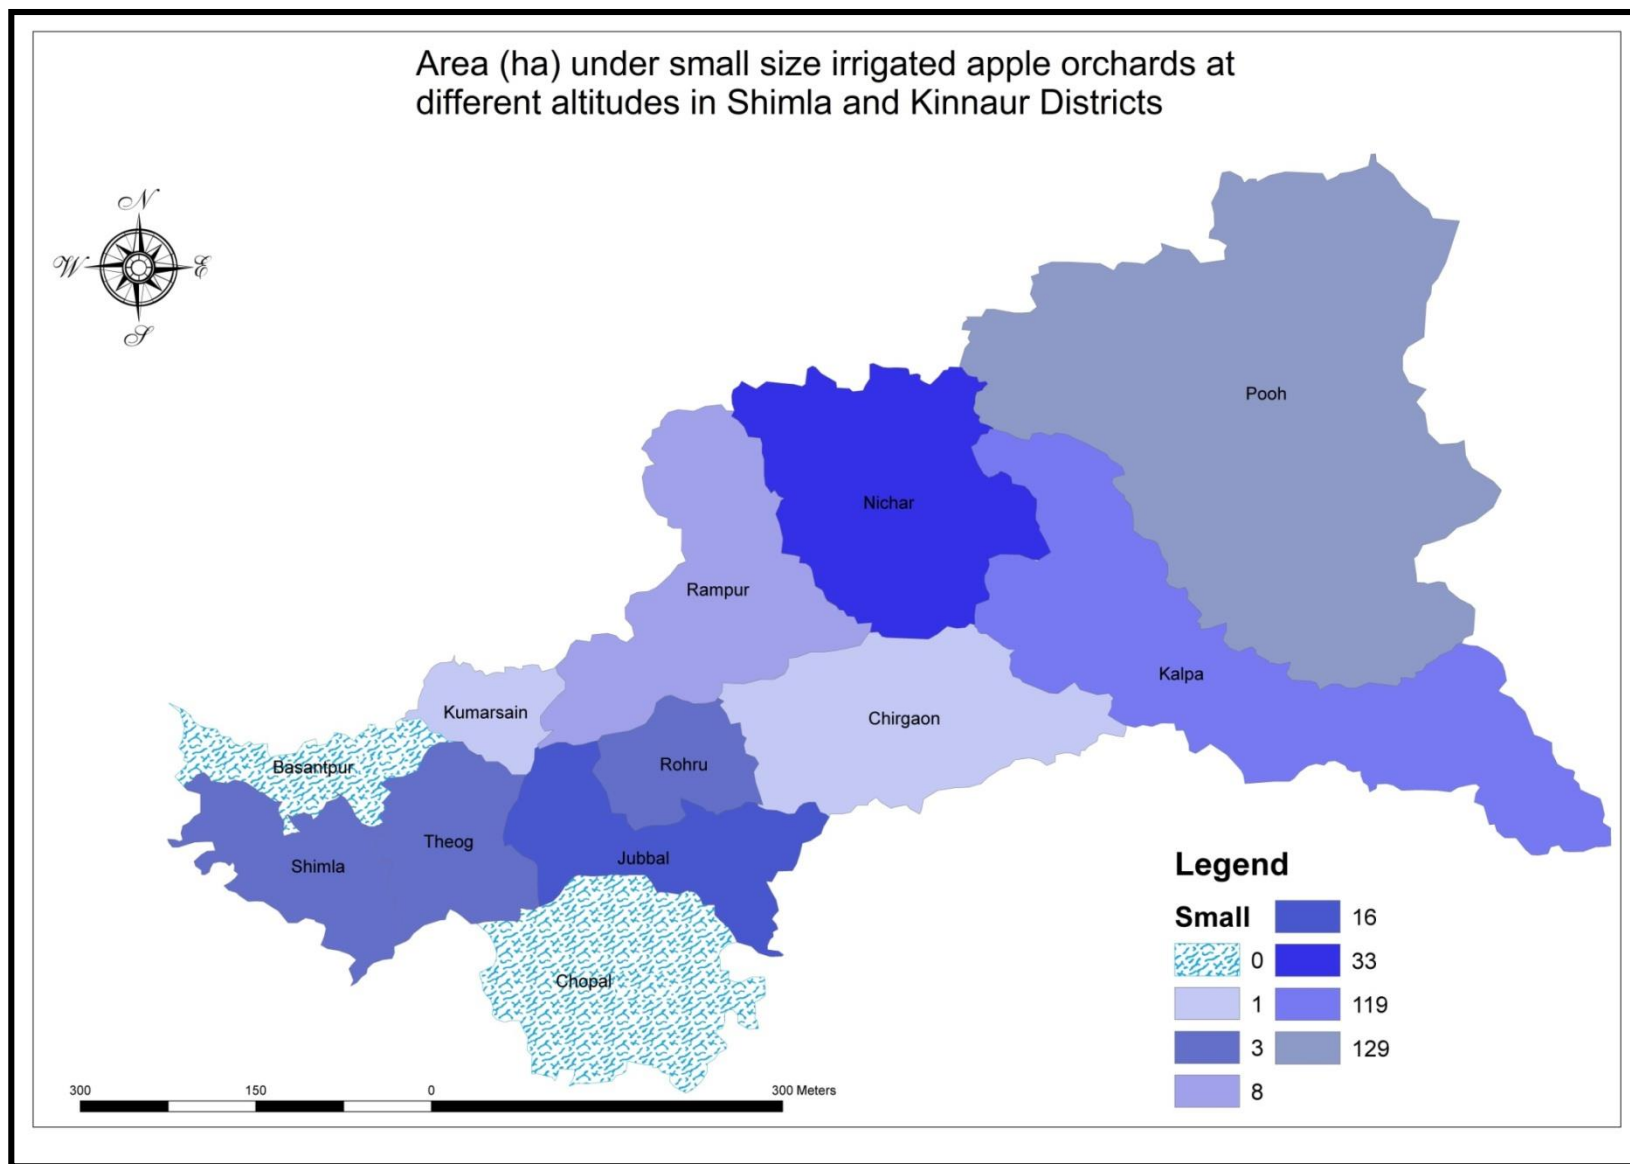 Area (ha) under small size irrigated apple orchards at
different altitudes in Shimla and Kinnaur Districts
N
W E
S
Pooh
Nichar
Rampur
Kalpa
Kumarsain
Chirgaon
Basantpur
Rohru
Theog
Shimla
Jubbal
Chopal
Legend
Small
0
1
3
8
16
33
119
129
300 150 0 300 Meters